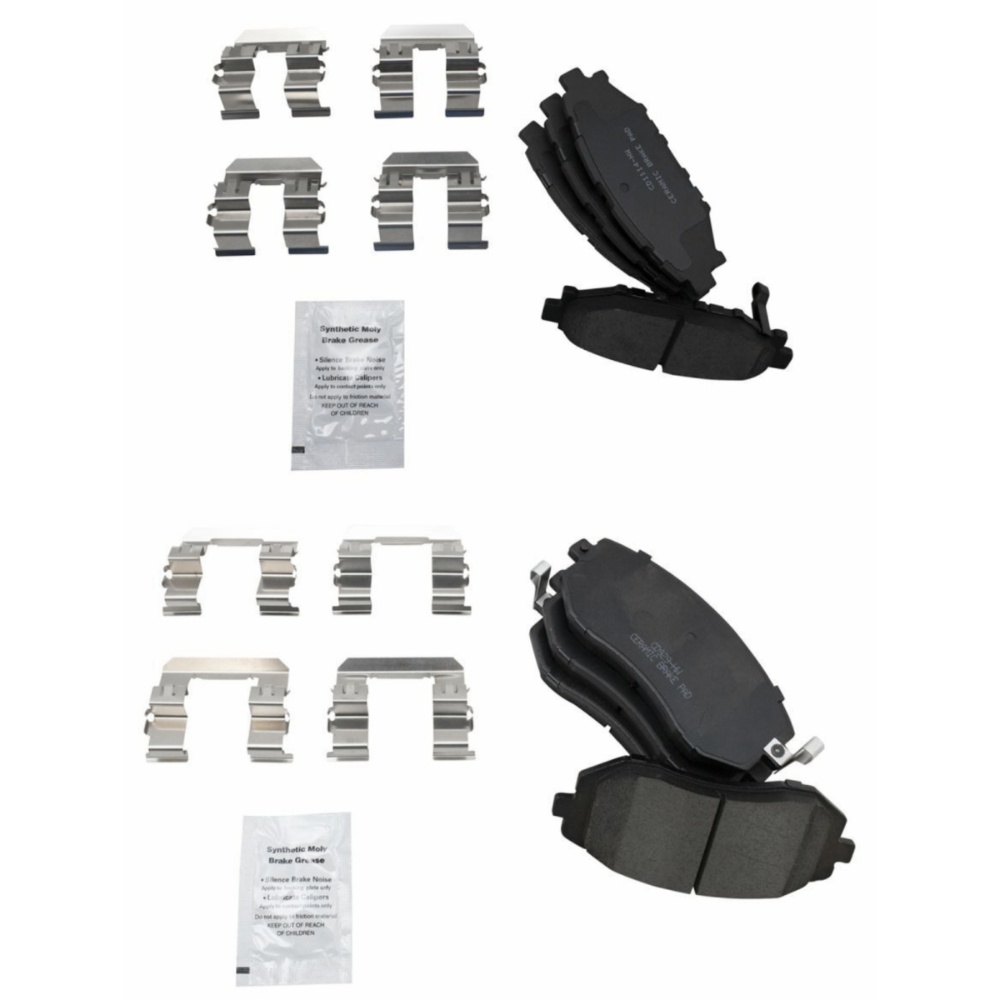 CERAMIC BRAKE PAD
CD1114-HW
Synthetic Moly
Brake Grease
• Silence Brake Noise
Apply to backing plate only
• Lubricate Calipers
Apply to contact points only
Do not apply to friction material
KEEP OUT OF REACH
OF CHILDREN
CERAMIC BRAKE PAD
Synthetic Moly
Brake Grease
• Silence Brake Noise
Apply to backing plate only
• Lubricate Calipers
Apply to contact points only
Do not apply to friction material
KEEP OUT OF REACH
OF CHILDREN